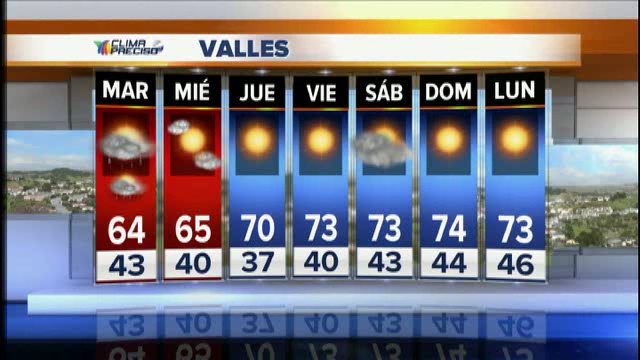 CLIMA
PRECISO
VALLES
MAR MIÉ JUE VIE SÁB DOM LUN
64 65 70 73 73 74 73
43 40 37 40 43 44 46